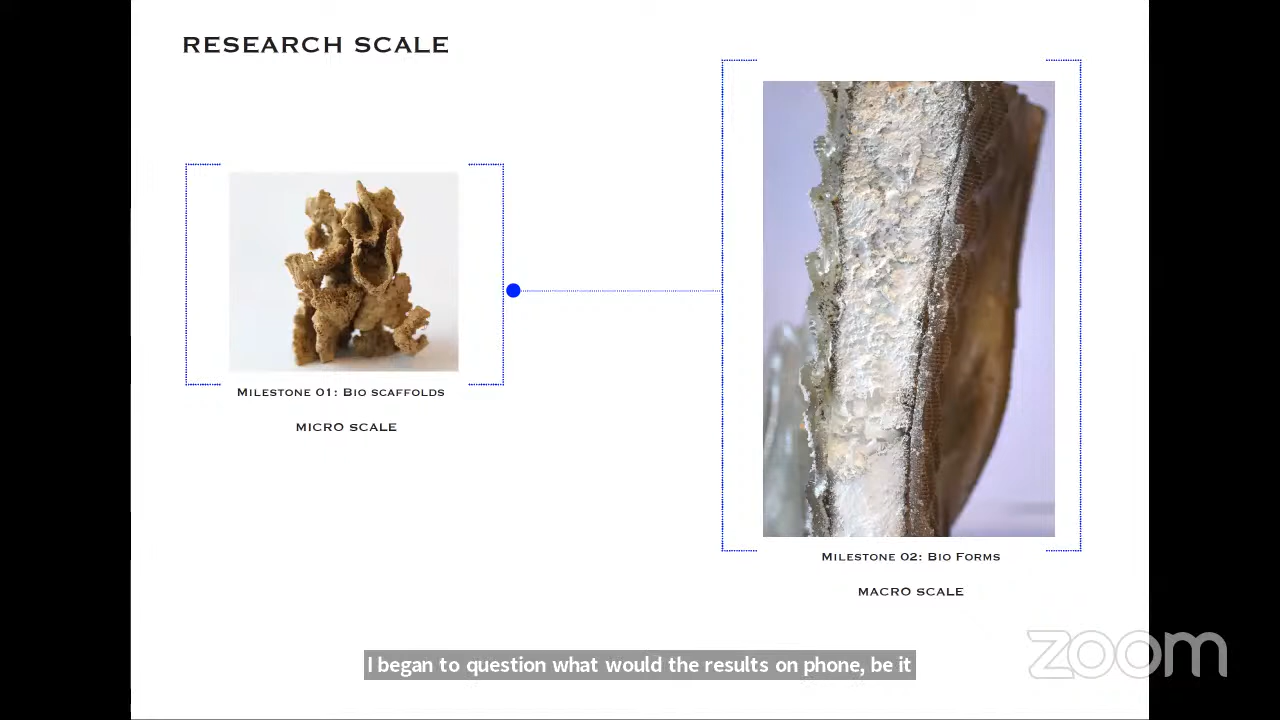 RESEARCH SCALE
Milestone 01: Bio scaffolds
MICRO SCALE
Milestone 02: Bio Forms
MACRO SCALE
I began to question what would the results on phone, be it
zoom